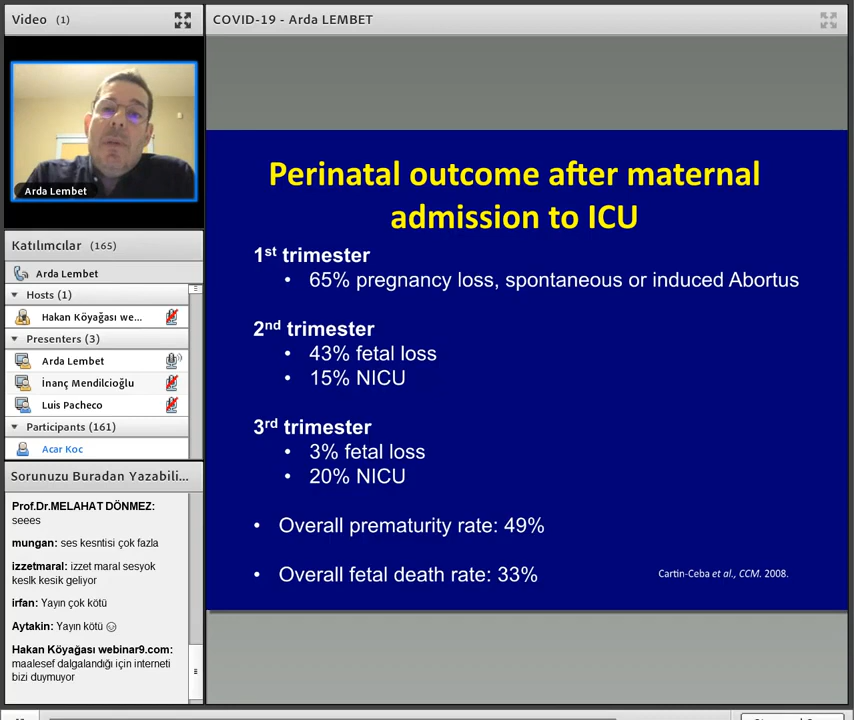 Video (1)
COVID-19 - Arda LEMBET
Arda Lembet
Katılımcılar (165)
Arda Lembet
Hosts (1)
Hakan Köyağası we...
Presenters (3)
Arda Lembet
İnanç Mendilcioğlu
Luis Pacheco
Participants (161)
Acar Koc
Sorunuzu Buradan Yazabili...
Prof.Dr.MELAHAT DÖNMEZ:
seees
mungan: ses kesntisi çok fazla
izzetmaral: izzet maral sesyok
keslk kesik geliyor
irfan: Yayın çok kötü
Aytakin: Yayın kötü ☺
Hakan Köyağası webinar9.com:
maalesef dalgalandığı için interneti
bizi duymuyor
Perinatal outcome after maternal
admission to ICU
1st trimester
• 65% pregnancy loss, spontaneous or induced Abortus
2nd trimester
• 43% fetal loss
• 15% NICU
3rd trimester
• 3% fetal loss
• 20% NICU
• Overall prematurity rate: 49%
• Overall fetal death rate: 33%
Cartin-Ceba et al., CCM. 2008.